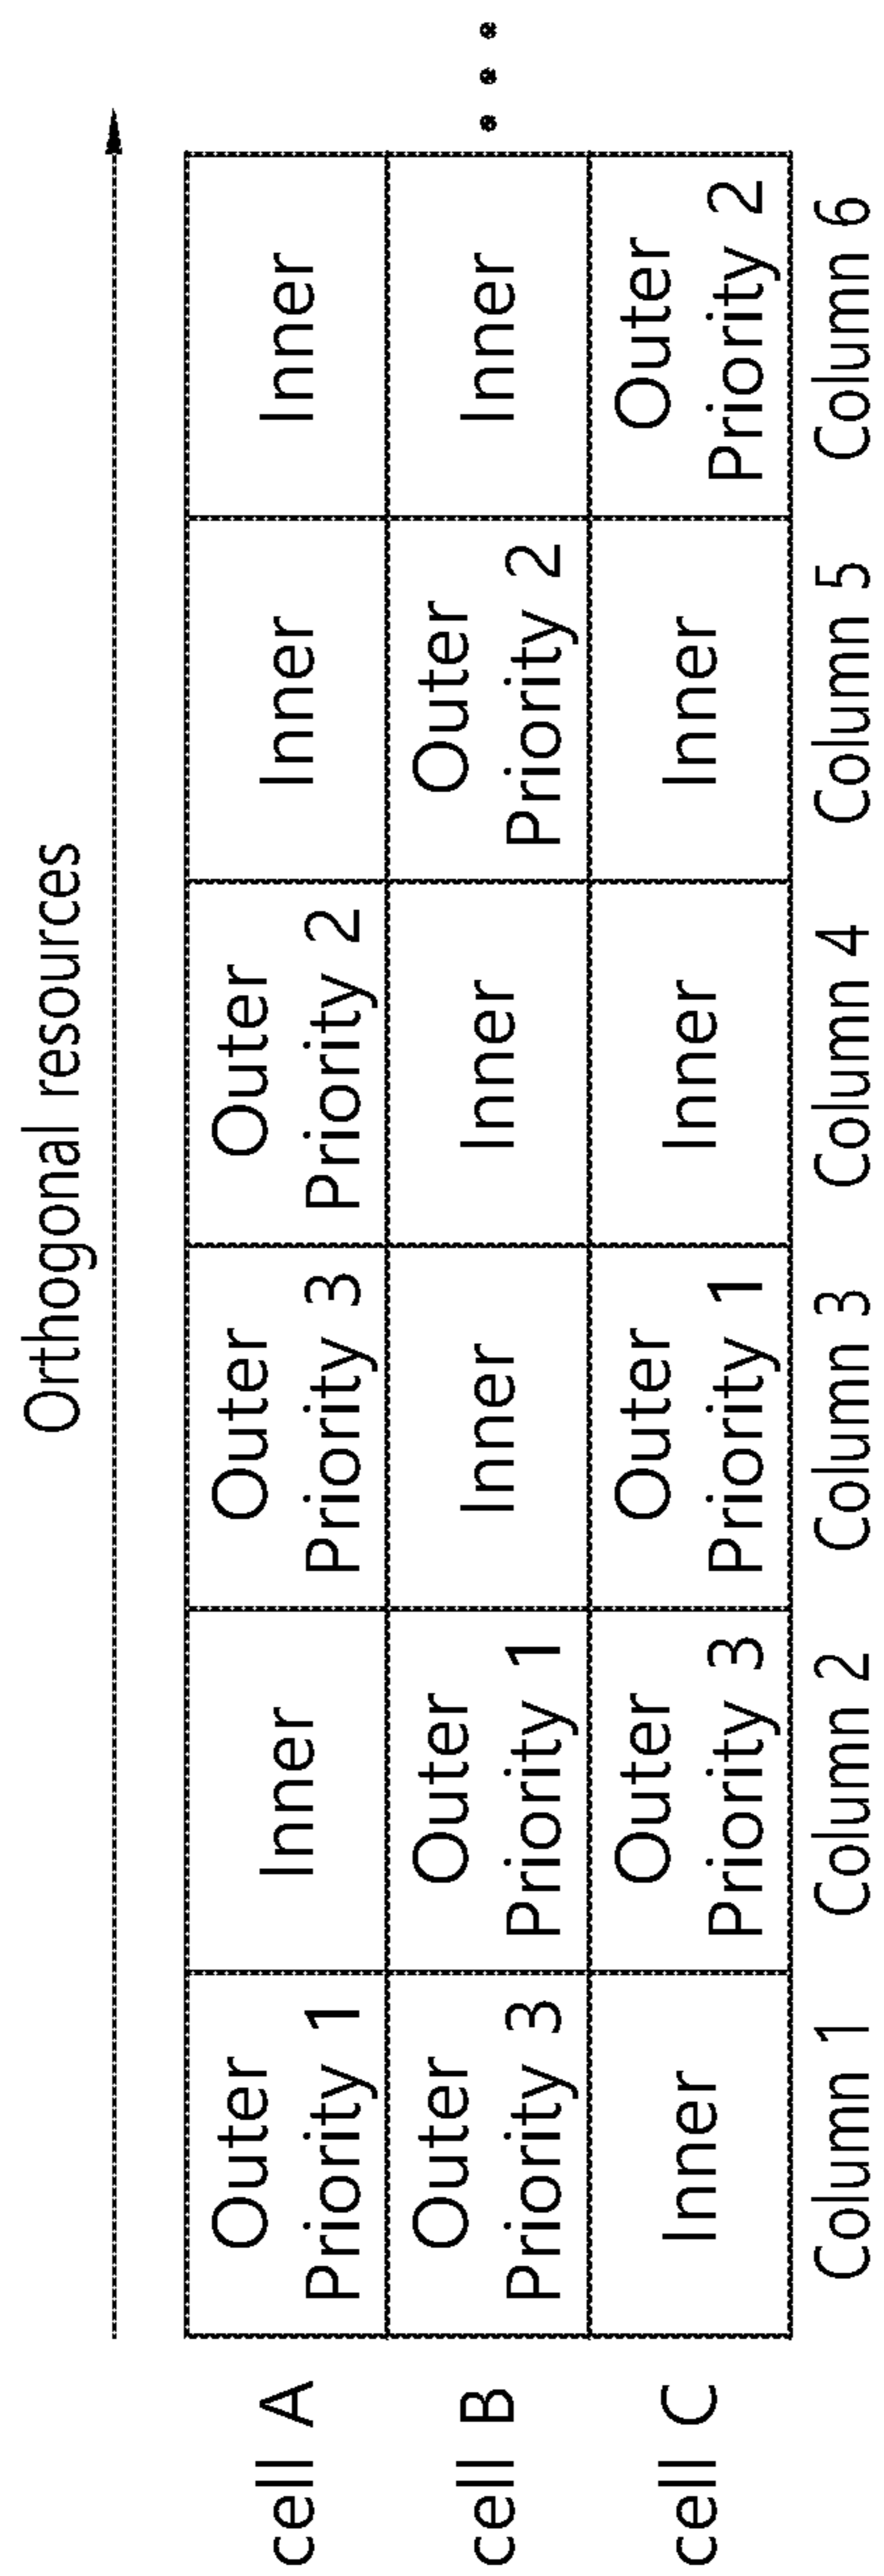 Orthogonal resources
cell A
Outer
Priority 1
Inner
Outer
Priority 3
Outer
Priority 2
Inner
Inner
cell B
Outer
Priority 3
Outer
Priority 1
Inner
Inner
Outer
Priority 2
Inner
cell C
Inner
Outer
Priority 3
Outer
Priority 1
Inner
Inner
Outer
Priority 2
Column 1
Column 2
Column 3
Column 4
Column 5
Column 6